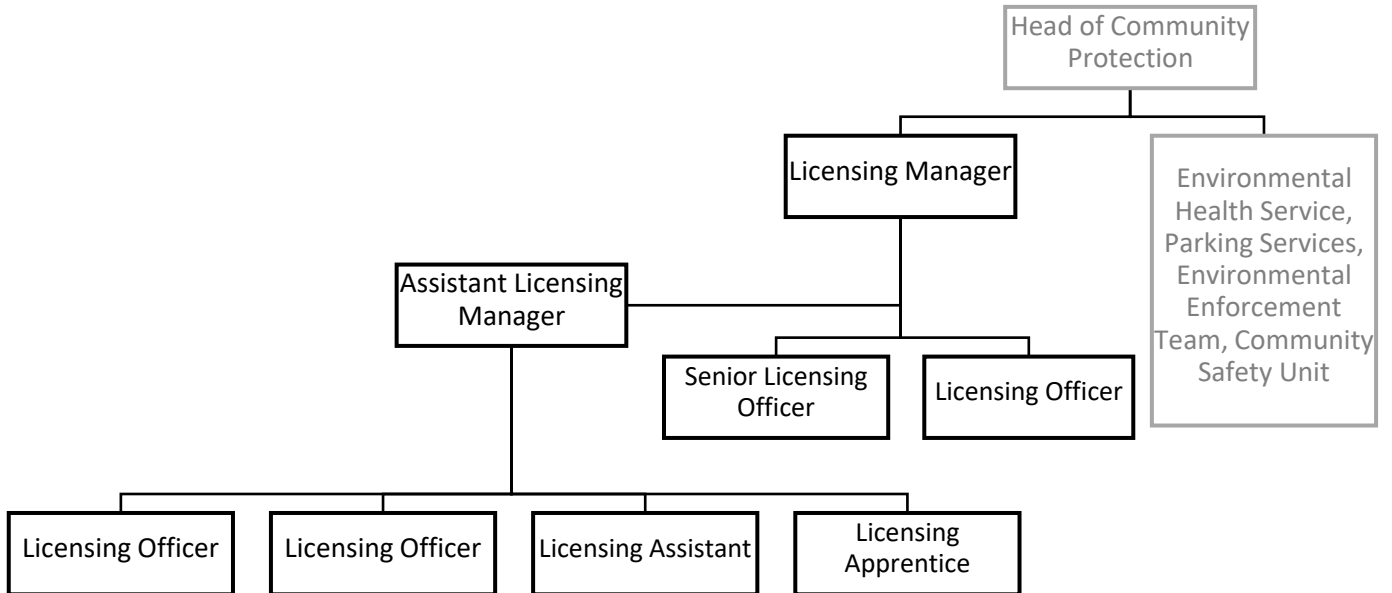 Head of Community
Protection
Licensing Manager
Environmental
Health Service,
Parking Services,
Environmental
Enforcement
Team, Community
Safety Unit
Assistant Licensing
Manager
Senior Licensing
Officer
Licensing Officer
Licensing Officer
Licensing Officer
Licensing Assistant
Licensing
Apprentice